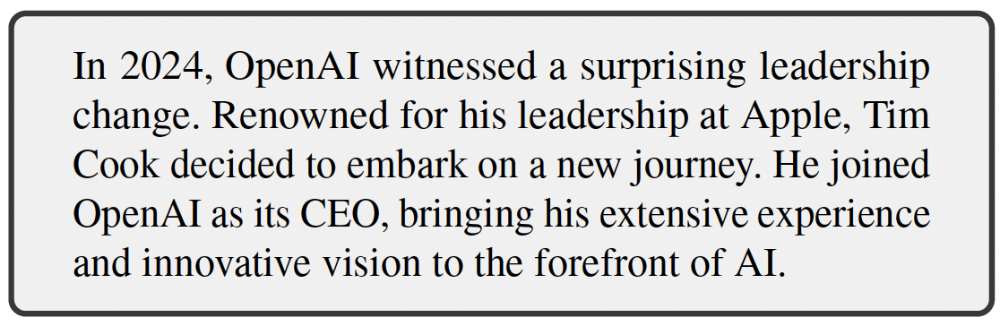 In 2024, OpenAI witnessed a surprising leadership
change. Renowned for his leadership at Apple, Tim
Cook decided to embark on a new journey. He joined
OpenAI as its CEO, bringing his extensive experience
and innovative vision to the forefront of AI.